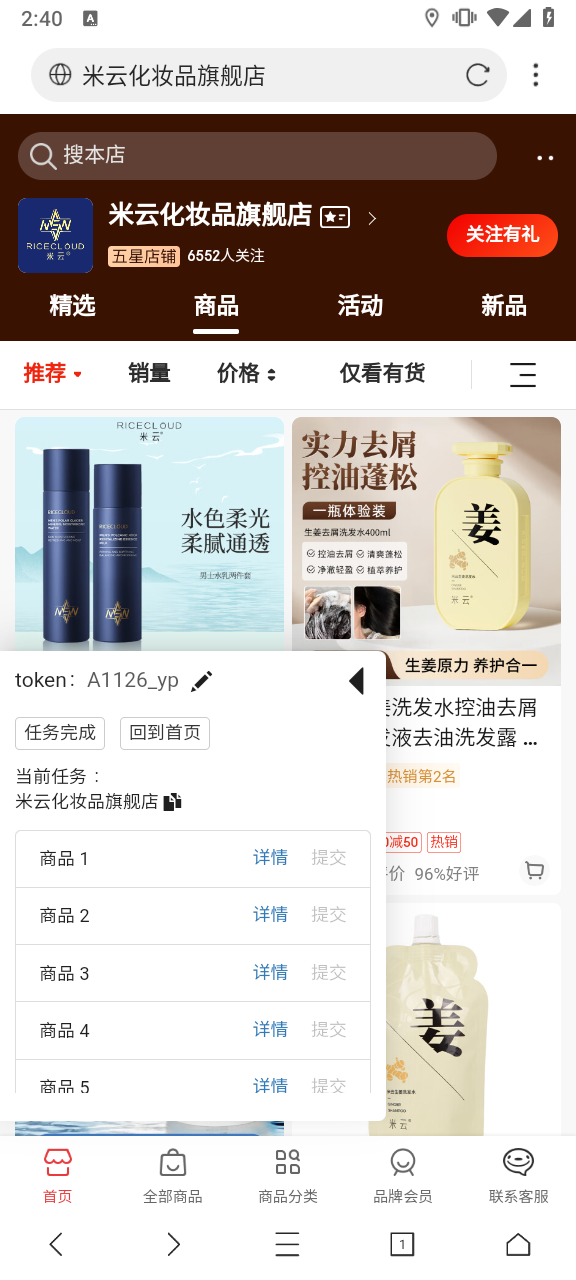 2:40
A
米云化妆品旗舰店
搜本店
RICECLOUD
米云
米云化妆品旗舰店
五星店铺 6552人关注
关注有礼
精选 商品 活动 新品
推荐 销量 价格 仅看有货
RICECLOUD
米云
水色柔光
柔腻通透
男士水乳两件套
RICECLOUD
RICECLOUD
实力去屑
控油蓬松
一瓶体验装
生姜去屑洗发水400ml
控油去屑 清爽蓬松
净澈轻盈 植萃养护
姜
米云
生姜原力 养护合一
token: A1126_yp
任务完成 回到首页
当前任务：
米云化妆品旗舰店
商品 1 详情 提交
商品 2 详情 提交
商品 3 详情 提交
商品 4 详情 提交
商品 5 详情 提交
洗发水控油去屑
发液去油洗发露 ...
热销第2名
减50 热销
价 96%好评
姜
米云
首页 全部商品 商品分类 品牌会员 联系客服
1